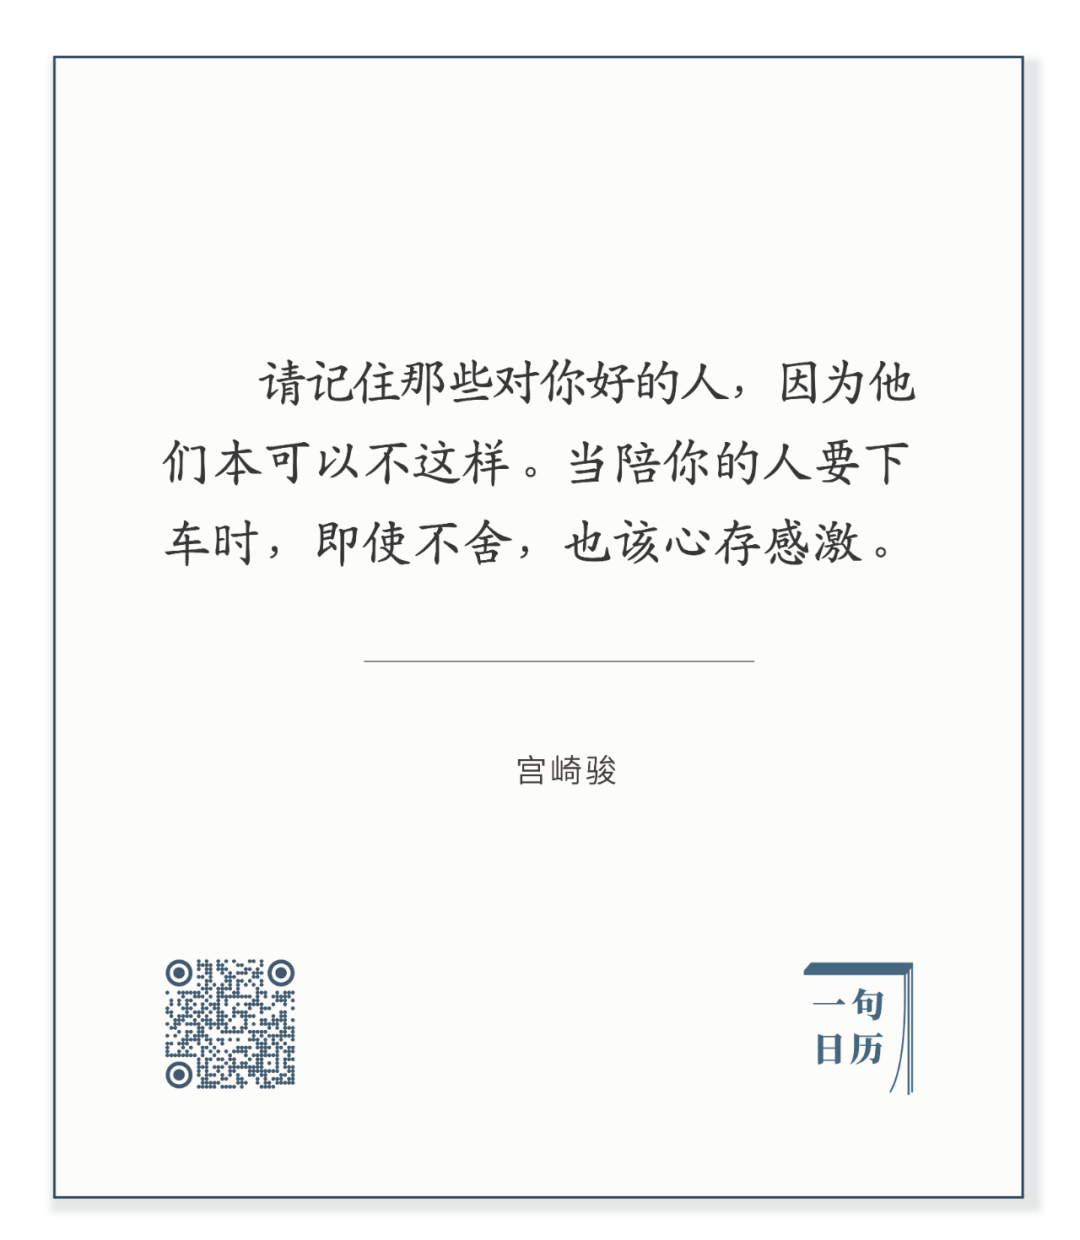 请记住那些对你好的人，因为他
们本可以不这样。当陪你的人要下
车时，即使不舍，也该心存感激。
宫崎骏
一句
日历